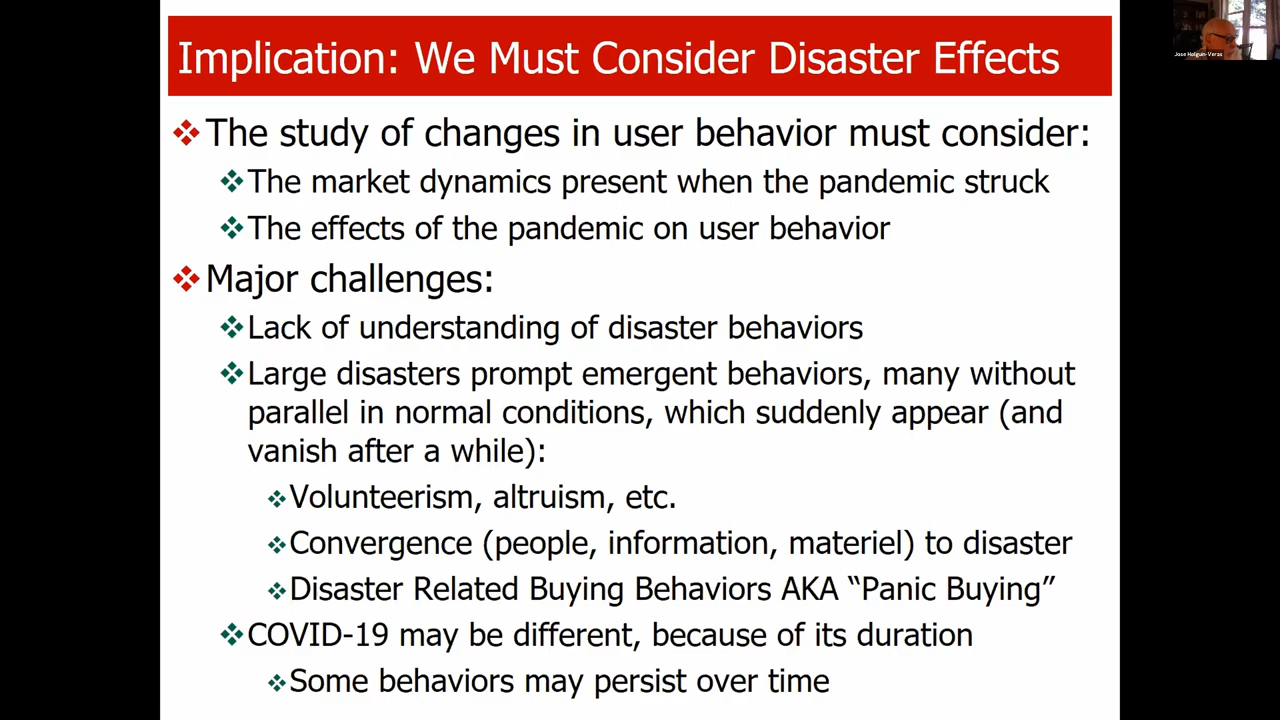 Implication: We Must Consider Disaster Effects
Jose Holguin-Veras
The study of changes in user behavior must consider:
The market dynamics present when the pandemic struck
The effects of the pandemic on user behavior
Major challenges:
Lack of understanding of disaster behaviors
Large disasters prompt emergent behaviors, many without
parallel in normal conditions, which suddenly appear (and
vanish after a while):
Volunteerism, altruism, etc.
Convergence (people, information, materiel) to disaster
Disaster Related Buying Behaviors AKA “Panic Buying”
COVID-19 may be different, because of its duration
Some behaviors may persist over time